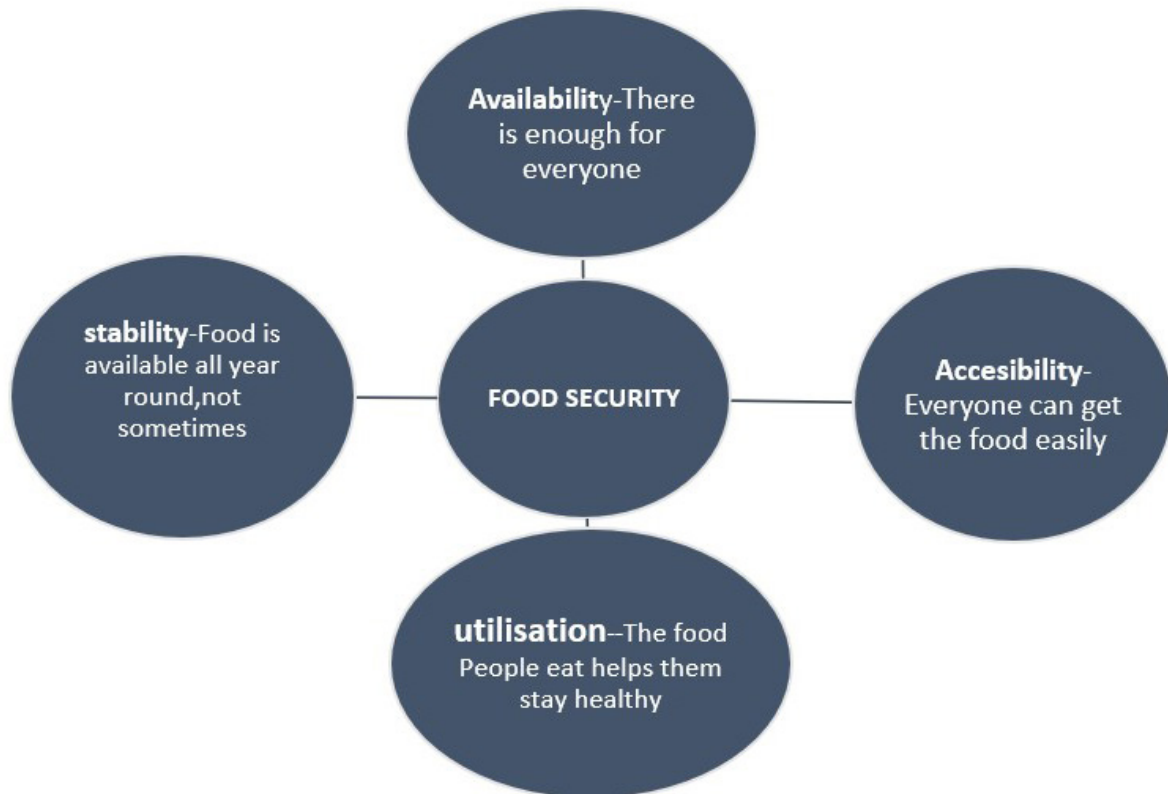 Availability-There
is enough for
everyone
stability-Food is
available all year
round,not
sometimes
FOOD SECURITY
Accesibility-
Everyone can get
the food easily
utilisation--The food
People eat helps them
stay healthy